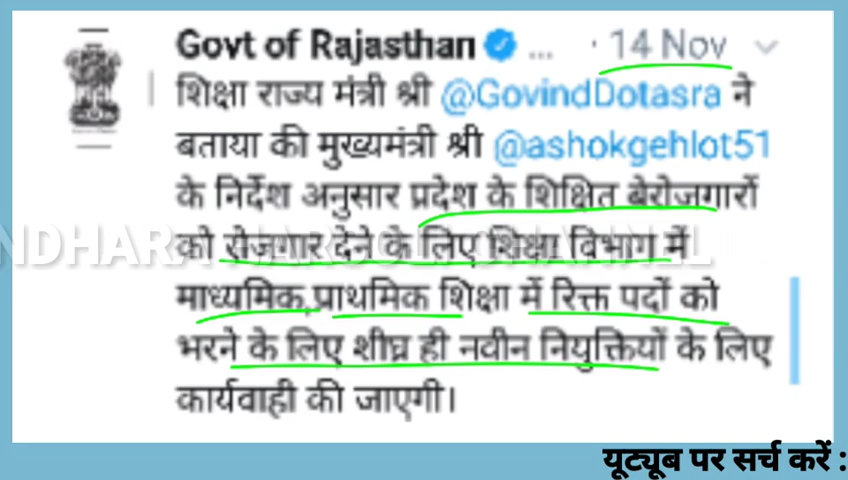 Govt of Rajasthan ... · 14 Nov
शिक्षा राज्य मंत्री श्री @GovindDotasra ने
बताया की मुख्यमंत्री श्री @ashokgehlot51
के निर्देश अनुसार प्रदेश के शिक्षित बेरोजगारों
को रोजगार देने के लिए शिक्षा विभाग में
माध्यमिक,प्राथमिक शिक्षा में रिक्त पदों को
भरने के लिए शीघ्र ही नवीन नियुक्तियों के लिए
कार्यवाही की जाएगी।
यूट्यूब पर सर्च करें :